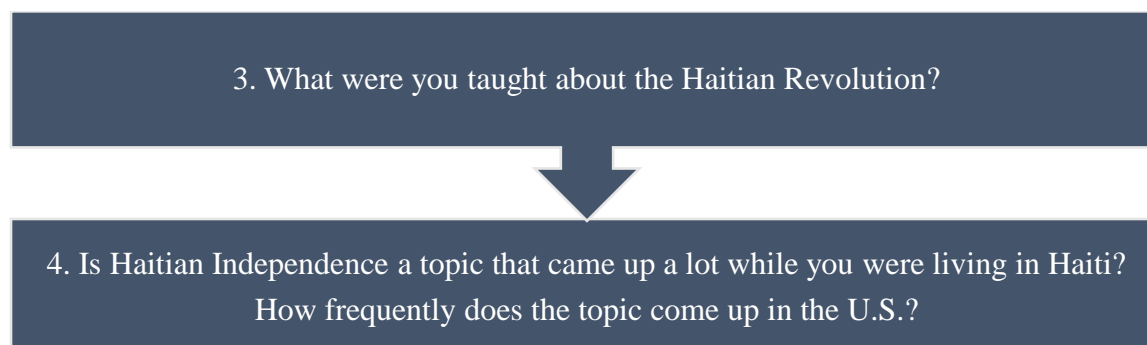 3. What were you taught about the Haitian Revolution?
4. Is Haitian Independence a topic that came up a lot while you were living in Haiti?
How frequently does the topic come up in the U.S.?